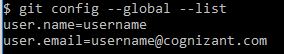 $ git config --global --list
user.name=username
user.email=username@cognizant.com